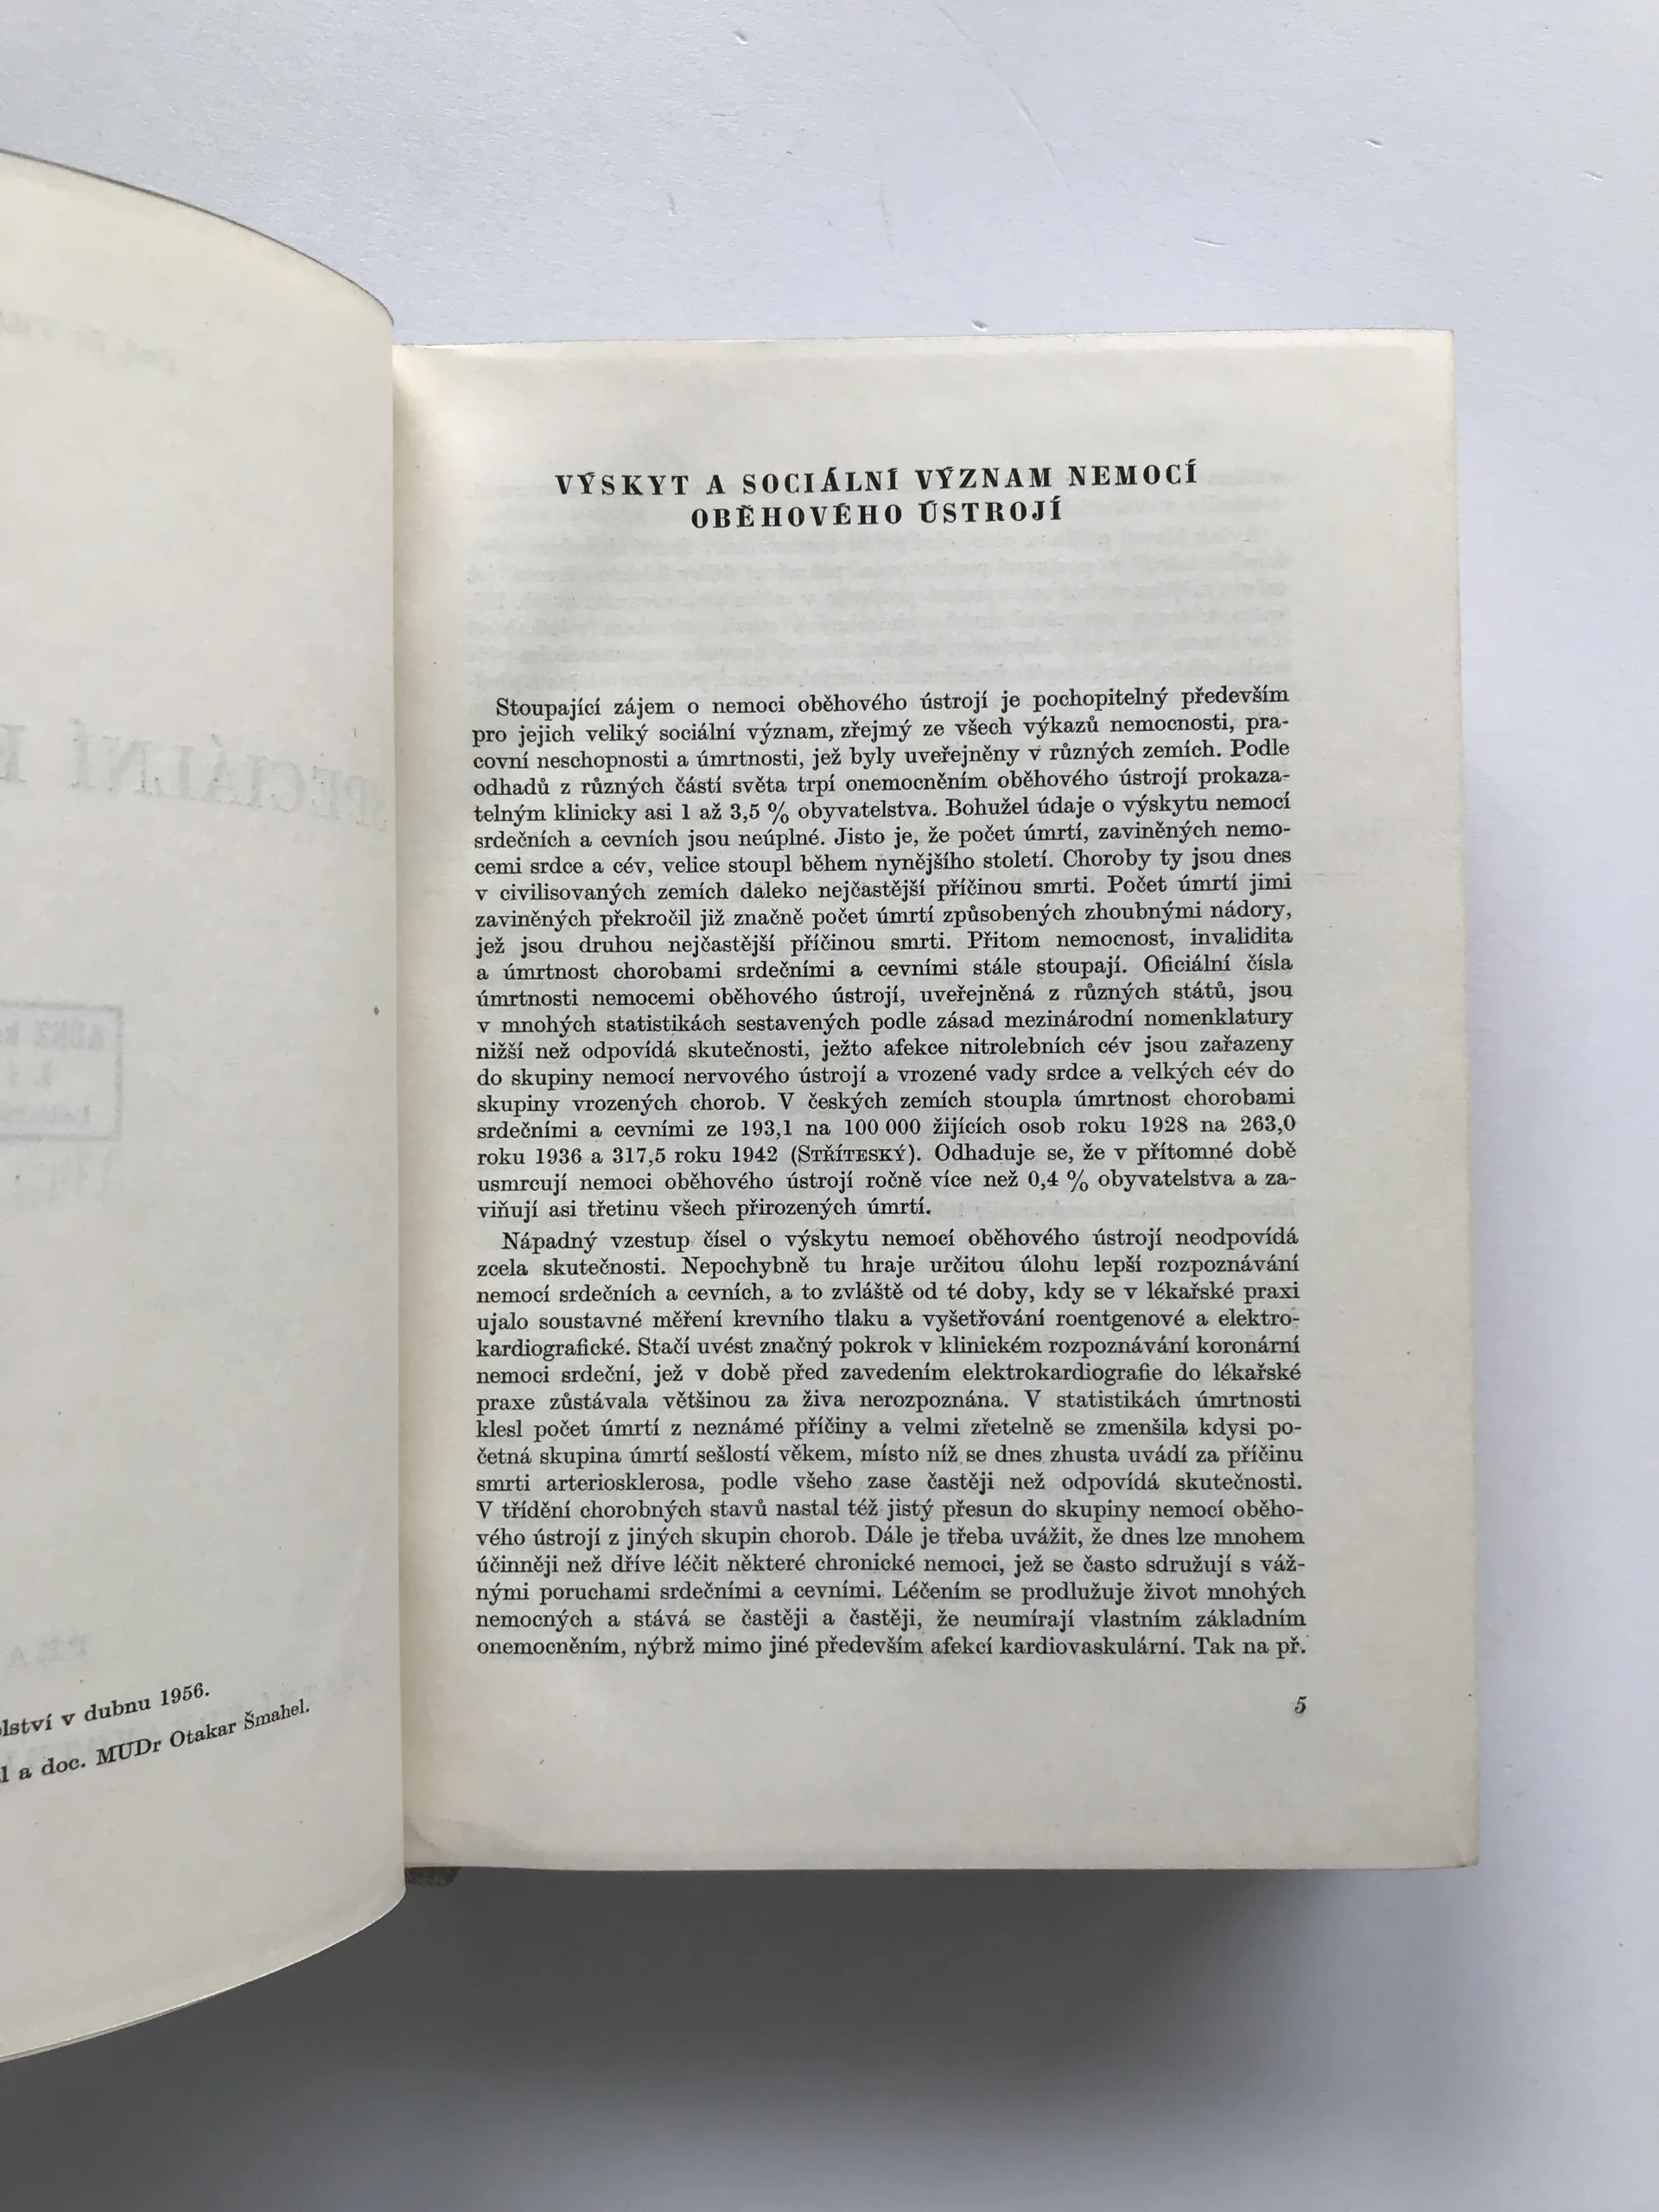 lství v dubnu 1956.
l a doc. MUDr Otakar Šmahel.
VÝSKYT A SOCIÁLNÍ VÝZNAM NEMOCÍ
OBĚHOVÉHO ÚSTROJÍ
Stoupající zájem o nemoci oběhového ústrojí je pochopitelný především
pro jejich veliký sociální význam, zřejmý ze všech výkazů nemocnosti, pra-
covní neschopnosti a úmrtnosti, jež byly uveřejněny v různých zemích. Podle
odhadů z různých částí světa trpí onemocněním oběhového ústrojí prokaza-
telným klinicky asi 1 až 3,5 % obyvatelstva. Bohužel údaje o výskytu nemocí
srdečních a cevních jsou neúplné. Jisto je, že počet úmrtí, zaviněných nemo-
cemi srdce a cév, velice stoupl během nynějšího století. Choroby ty jsou dnes
v civilisovaných zemích daleko nejčastější příčinou smrti. Počet úmrtí jimi
zaviněných překročil již značně počet úmrtí způsobených zhoubnými nádory,
jež jsou druhou nejčastější příčinou smrti. Přitom nemocnost, invalidita
a úmrtnost chorobami srdečními a cevními stále stoupají. Oficiální čísla
úmrtnosti nemocemi oběhového ústrojí, uveřejněná z různých států, jsou
v mnohých statistikách sestavených podle zásad mezinárodní nomenklatury
nižší než odpovídá skutečnosti, ježto afekce nitrolebních cév jsou zařazeny
do skupiny nemocí nervového ústrojí a vrozené vady srdce a velkých cév do
skupiny vrozených chorob. V českých zemích stoupla úmrtnost chorobami
srdečními a cevními ze 193,1 na 100 000 žijících osob roku 1928 na 263,0
roku 1936 a 317,5 roku 1942 (STŘÍTESKÝ). Odhaduje se, že v přítomné době
usmrcují nemoci oběhového ústrojí ročně více než 0,4 % obyvatelstva a za-
viňují asi třetinu všech přirozených úmrtí.
Nápadný vzestup čísel o výskytu nemocí oběhového ústrojí neodpovídá
zcela skutečnosti. Nepochybně tu hraje určitou úlohu lepší rozpoznávání
nemocí srdečních a cevních, a to zvláště od té doby, kdy se v lékařské praxi
ujalo soustavné měření krevního tlaku a vyšetřování roentgenové a elektro-
kardiografické. Stačí uvést značný pokrok v klinickém rozpoznávání koronární
nemoci srdeční, jež v době před zavedením elektrokardiografie do lékařské
praxe zůstávala většinou za živa nerozpoznána. V statistikách úmrtnosti
klesl počet úmrtí z neznámé příčiny a velmi zřetelně se zmenšila kdysi po-
četná skupina úmrtí sešlostí věkem, místo níž se dnes zhusta uvádí za příčinu
smrti arteriosklerosa, podle všeho zase častěji než odpovídá skutečnosti.
V třídění chorobných stavů nastal též jistý přesun do skupiny nemocí oběho-
vého ústrojí z jiných skupin chorob. Dále je třeba uvážit, že dnes lze mnohem
účinněji než dříve léčit některé chronické nemoci, jež se často sdružují s váž-
nými poruchami srdečními a cevními. Léčením se prodlužuje život mnohých
nemocných a stává se častěji a častěji, že neumírají vlastním základním
onemocněním, nýbrž mimo jiné především afekcí kardiovaskulární. Tak na př.
5